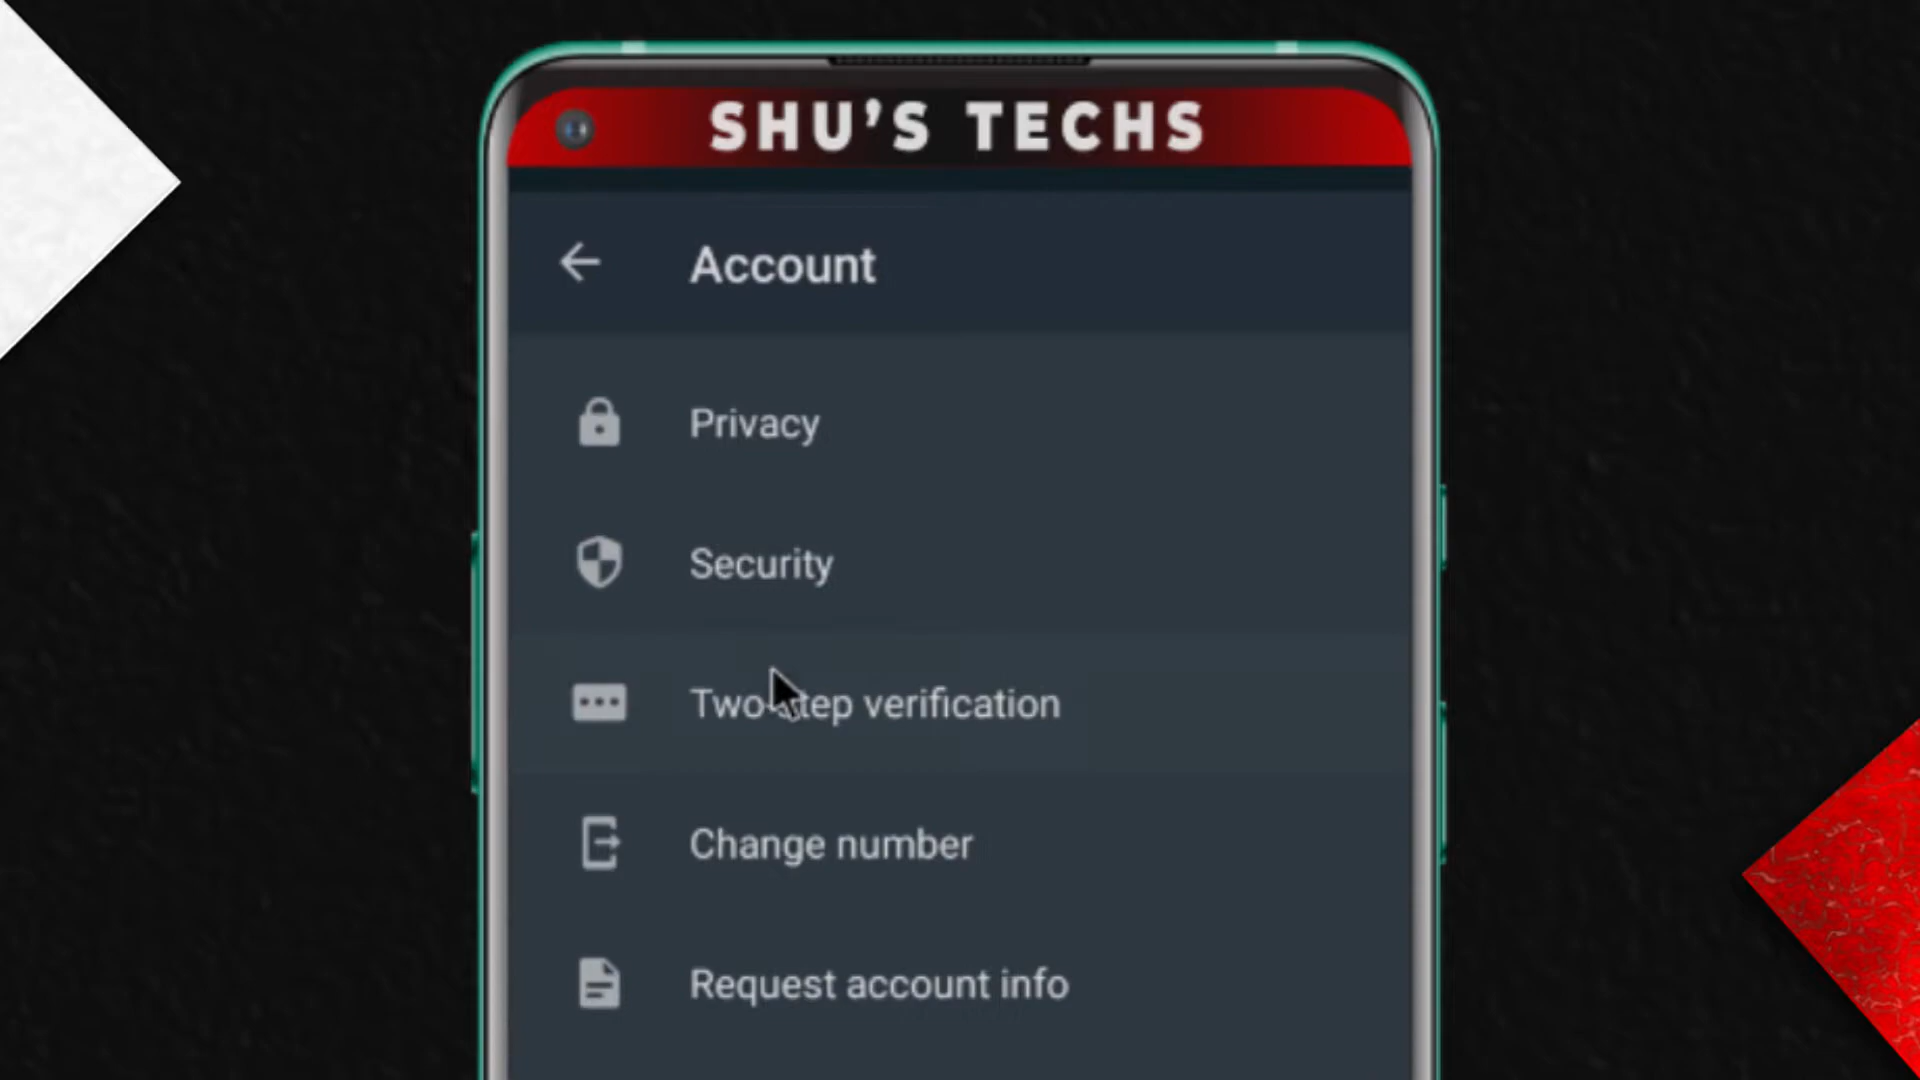 SHU'S TECHS
Account
Privacy
Security
Two-step verification
Change number
Request account info